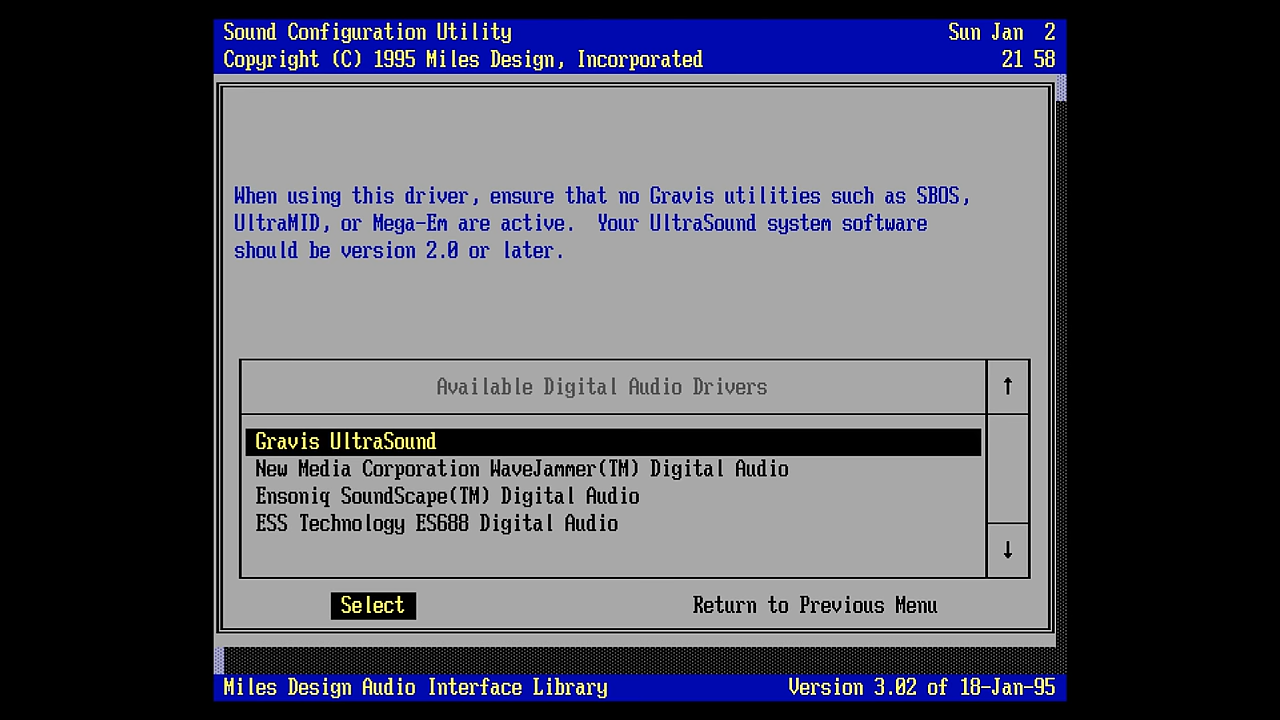 Sound Configuration Utility Sun Jan 2
Copyright (C) 1995 Miles Design, Incorporated 21 58
When using this driver, ensure that no Gravis utilities such as SBOS,
UltraMID, or Mega-Em are active. Your UltraSound system software
should be version 2.0 or later.
Available Digital Audio Drivers ↑
Gravis UltraSound
New Media Corporation WaveJammer(TM) Digital Audio
Ensoniq SoundScape(TM) Digital Audio
ESS Technology ES688 Digital Audio
↓
Select Return to Previous Menu
Miles Design Audio Interface Library Version 3.02 of 18-Jan-95